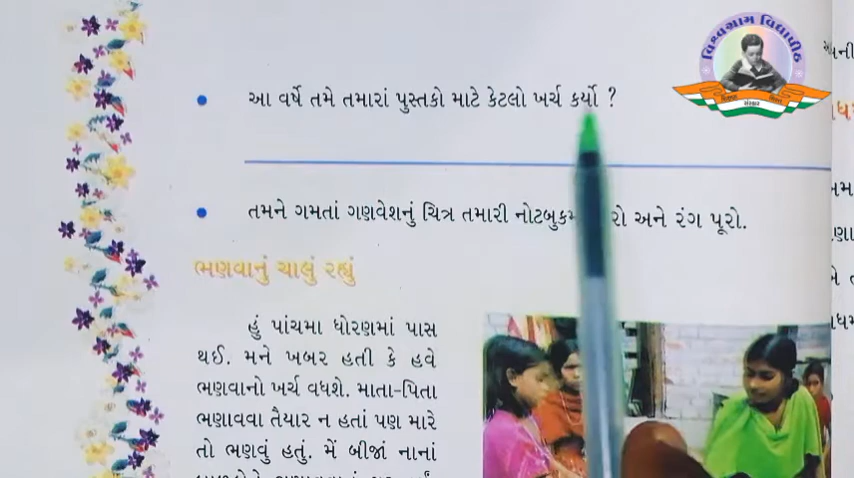 વિશ્વગ્રામ વિદ્યાપીઠ
આ વર્ષે તમે તમારાં પુસ્તકો માટે કેટલો ખર્ચ કર્યો ?
તમને ગમતાં ગણવેશનું ચિત્ર તમારી અને રંગ પૂરો.
ભણવાનું ચાલું રહ્યું
હું પાંચમા ધોરણમાં પાસ
થઈ. મને ખબર હતી કે હવે
ભણવાનો ખર્ચ વધશે. માતા-પિતા
ભણાવવા તૈયાર ન હતાં પણ મારે
તો ભણવું હતું. મેં બીજાં નાનાં